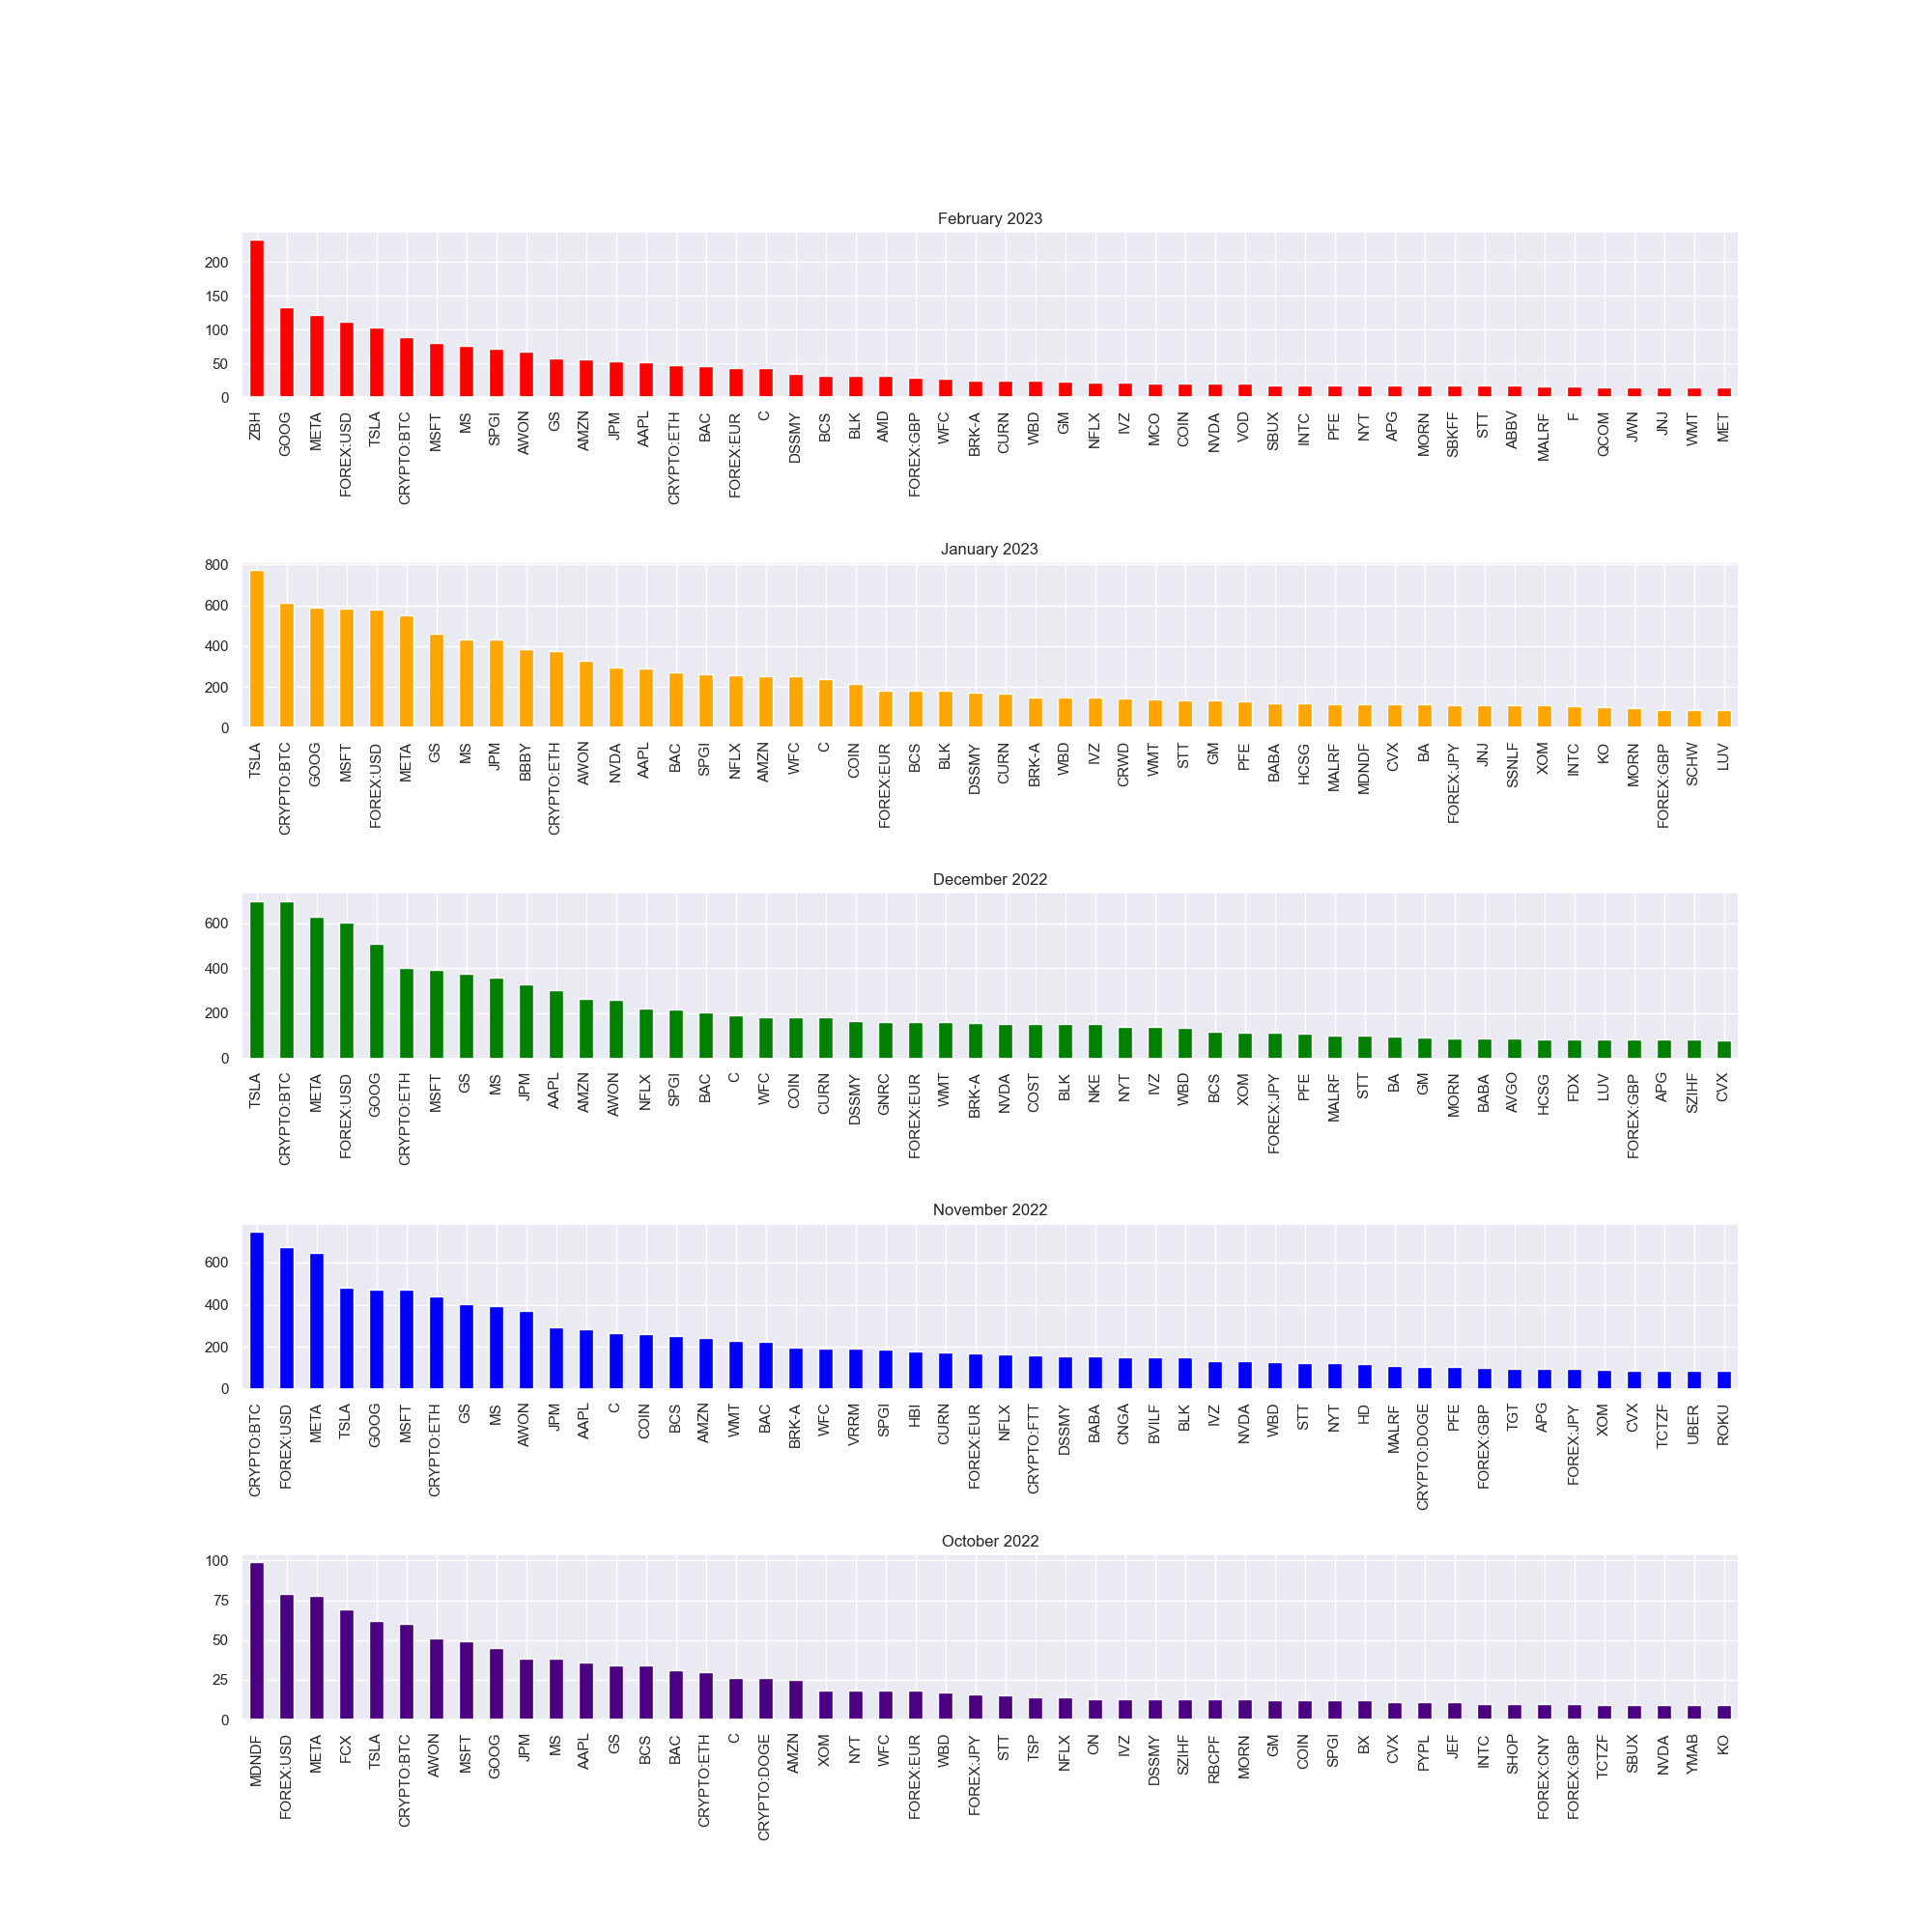 February 2023
200
150
100
50
0
ZBH GOOG META FOREX:USD TSLA CRYPTO:BTC MSFT MS SPGI AWON GS AMZN JPM AAPL CRYPTO:ETH BAC FOREX:EUR C DSSMY BCS BLK AMD FOREX:GBP WFC BRK-A CURN WBD GM NFLX IVZ MCO COIN NVDA VOD SBUX INTC PFE NYT APG MORN SBKFF STT ABBV MALRF F QCOM JWN JNJ WMT MET
January 2023
800
600
400
200
0
TSLA CRYPTO:BTC GOOG MSFT FOREX:USD META GS MS JPM BBBY CRYPTO:ETH AWON NVDA AAPL BAC SPGI NFLX AMZN WFC C COIN FOREX:EUR BCS BLK DSSMY CURN BRK-A WBD IVZ CRWD WMT STT GM PFE BABA HCSG MALRF MDNDF CVX BA FOREX:JPY JNJ SSNLF XOM INTC KO MORN FOREX:GBP SCHW LUV
December 2022
600
400
200
0
TSLA CRYPTO:BTC META FOREX:USD GOOG CRYPTO:ETH MSFT GS MS JPM AAPL AMZN AWON NFLX SPGI BAC C WFC COIN CURN DSSMY GNRC FOREX:EUR WMT BRK-A NVDA COST BLK NKE NYT IVZ WBD BCS XOM FOREX:JPY PFE MALRF STT BA GM MORN BABA AVGO HCSG FDX LUV FOREX:GBP APG SZIHF CVX
November 2022
600
400
200
0
CRYPTO:BTC FOREX:USD META TSLA GOOG MSFT CRYPTO:ETH GS MS AWON JPM AAPL C COIN BCS AMZN WMT BAC BRK-A WFC VRRM SPGI HBI CURN FOREX:EUR NFLX CRYPTO:FTT DSSMY BABA CNGA BVILF BLK IVZ NVDA WBD STT NYT HD MALRF CRYPTO:DOGE PFE FOREX:GBP TGT APG FOREX:JPY XOM CVX TCTZF UBER ROKU
October 2022
100
75
50
25
0
MDNDF FOREX:USD META FCX TSLA CRYPTO:BTC AWON MSFT GOOG JPM MS AAPL GS BCS BAC CRYPTO:ETH C CRYPTO:DOGE AMZN XOM NYT WFC FOREX:EUR WBD FOREX:JPY STT TSP NFLX ON IVZ DSSMY SZIHF RBCPF MORN GM COIN SPGI BX CVX PYPL JEF INTC SHOP FOREX:CNY FOREX:GBP TCTZF SBUX NVDA YMAB KO